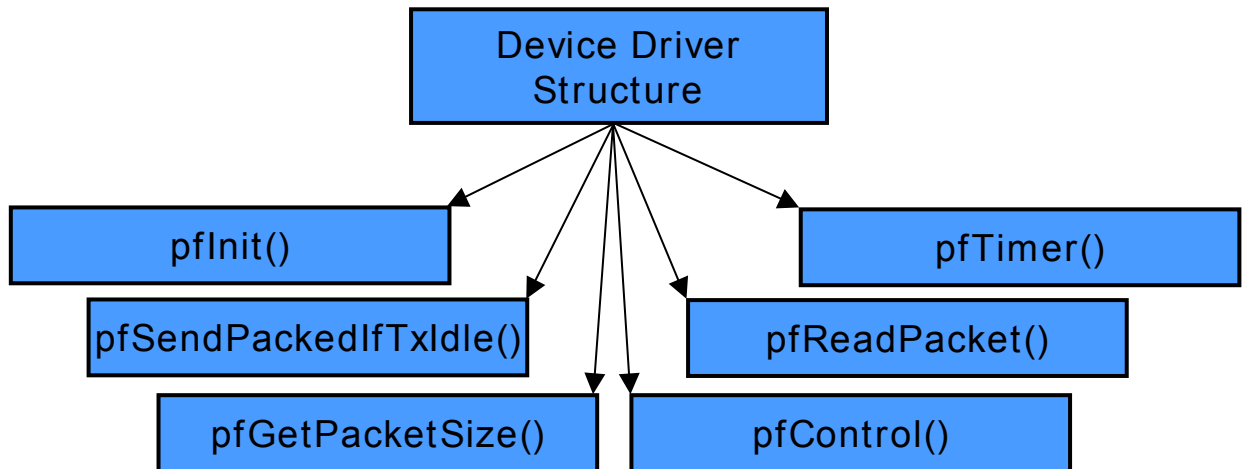 Device Driver
Structure
pfInit()
pfTimer()
pfSendPackedIfTxIdle()
pfReadPacket()
pfGetPacketSize()
pfControl()